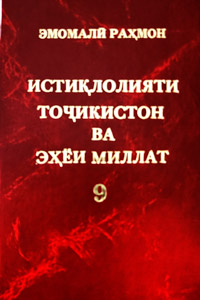 ЭМОМАЛӢ РАҲМОН
ИСТИҚЛОЛИЯТИ
ТОҶИКИСТОН
ВА
ЭҲЁИ МИЛЛАТ
9